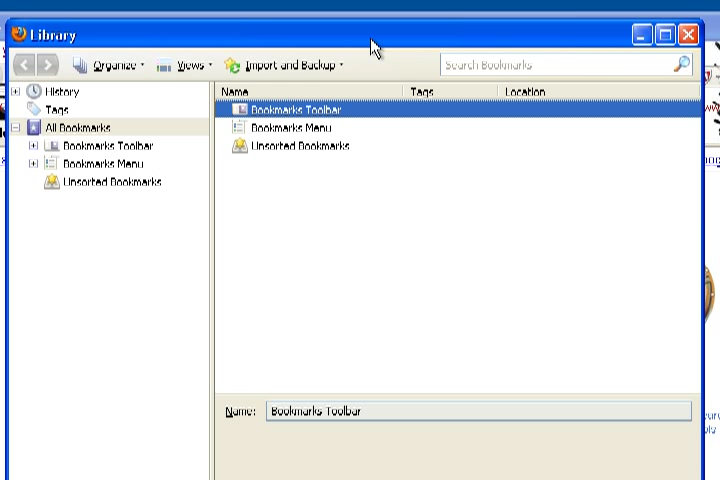 Library
Organize
Views
Import and Backup
Search Bookmarks
History
Tags
All Bookmarks
Bookmarks Toolbar
Bookmarks Menu
Unsorted Bookmarks
Name
Tags
Location
Bookmarks Toolbar
Bookmarks Menu
Unsorted Bookmarks
Name:
Bookmarks Toolbar